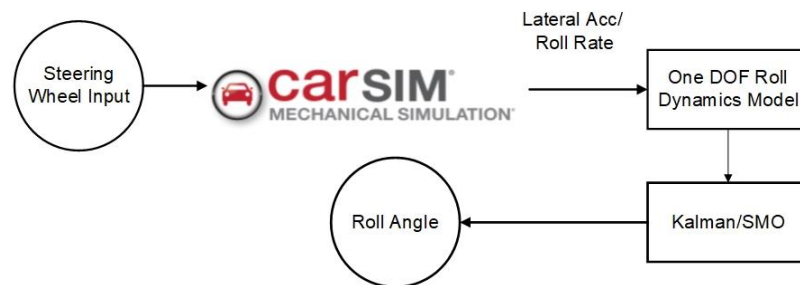 Lateral Acc/
Roll Rate
Steering
Wheel Input
carSIM®
MECHANICAL SIMULATION
One DOF Roll
Dynamics Model
Roll Angle
Kalman/SMO